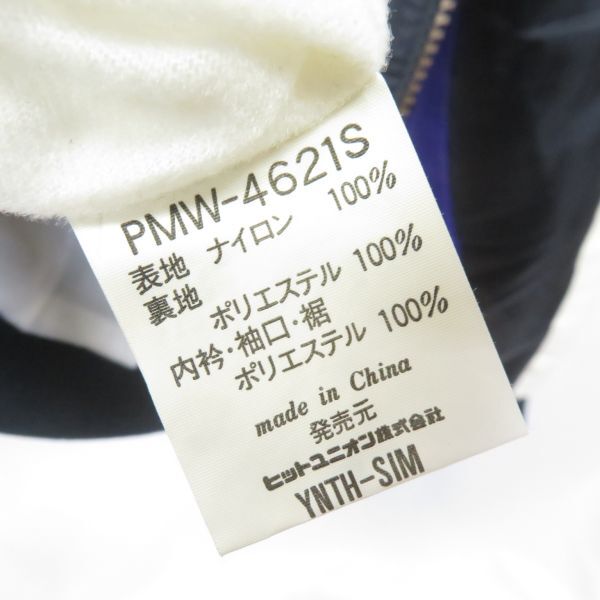 PMW-4621S
表地 ナイロン 100%
裏地
ポリエステル 100%
内衿・袖口・裾
ポリエステル 100%
made in China
発売元
ヒットユニオン株式会社
YNTH-SIM